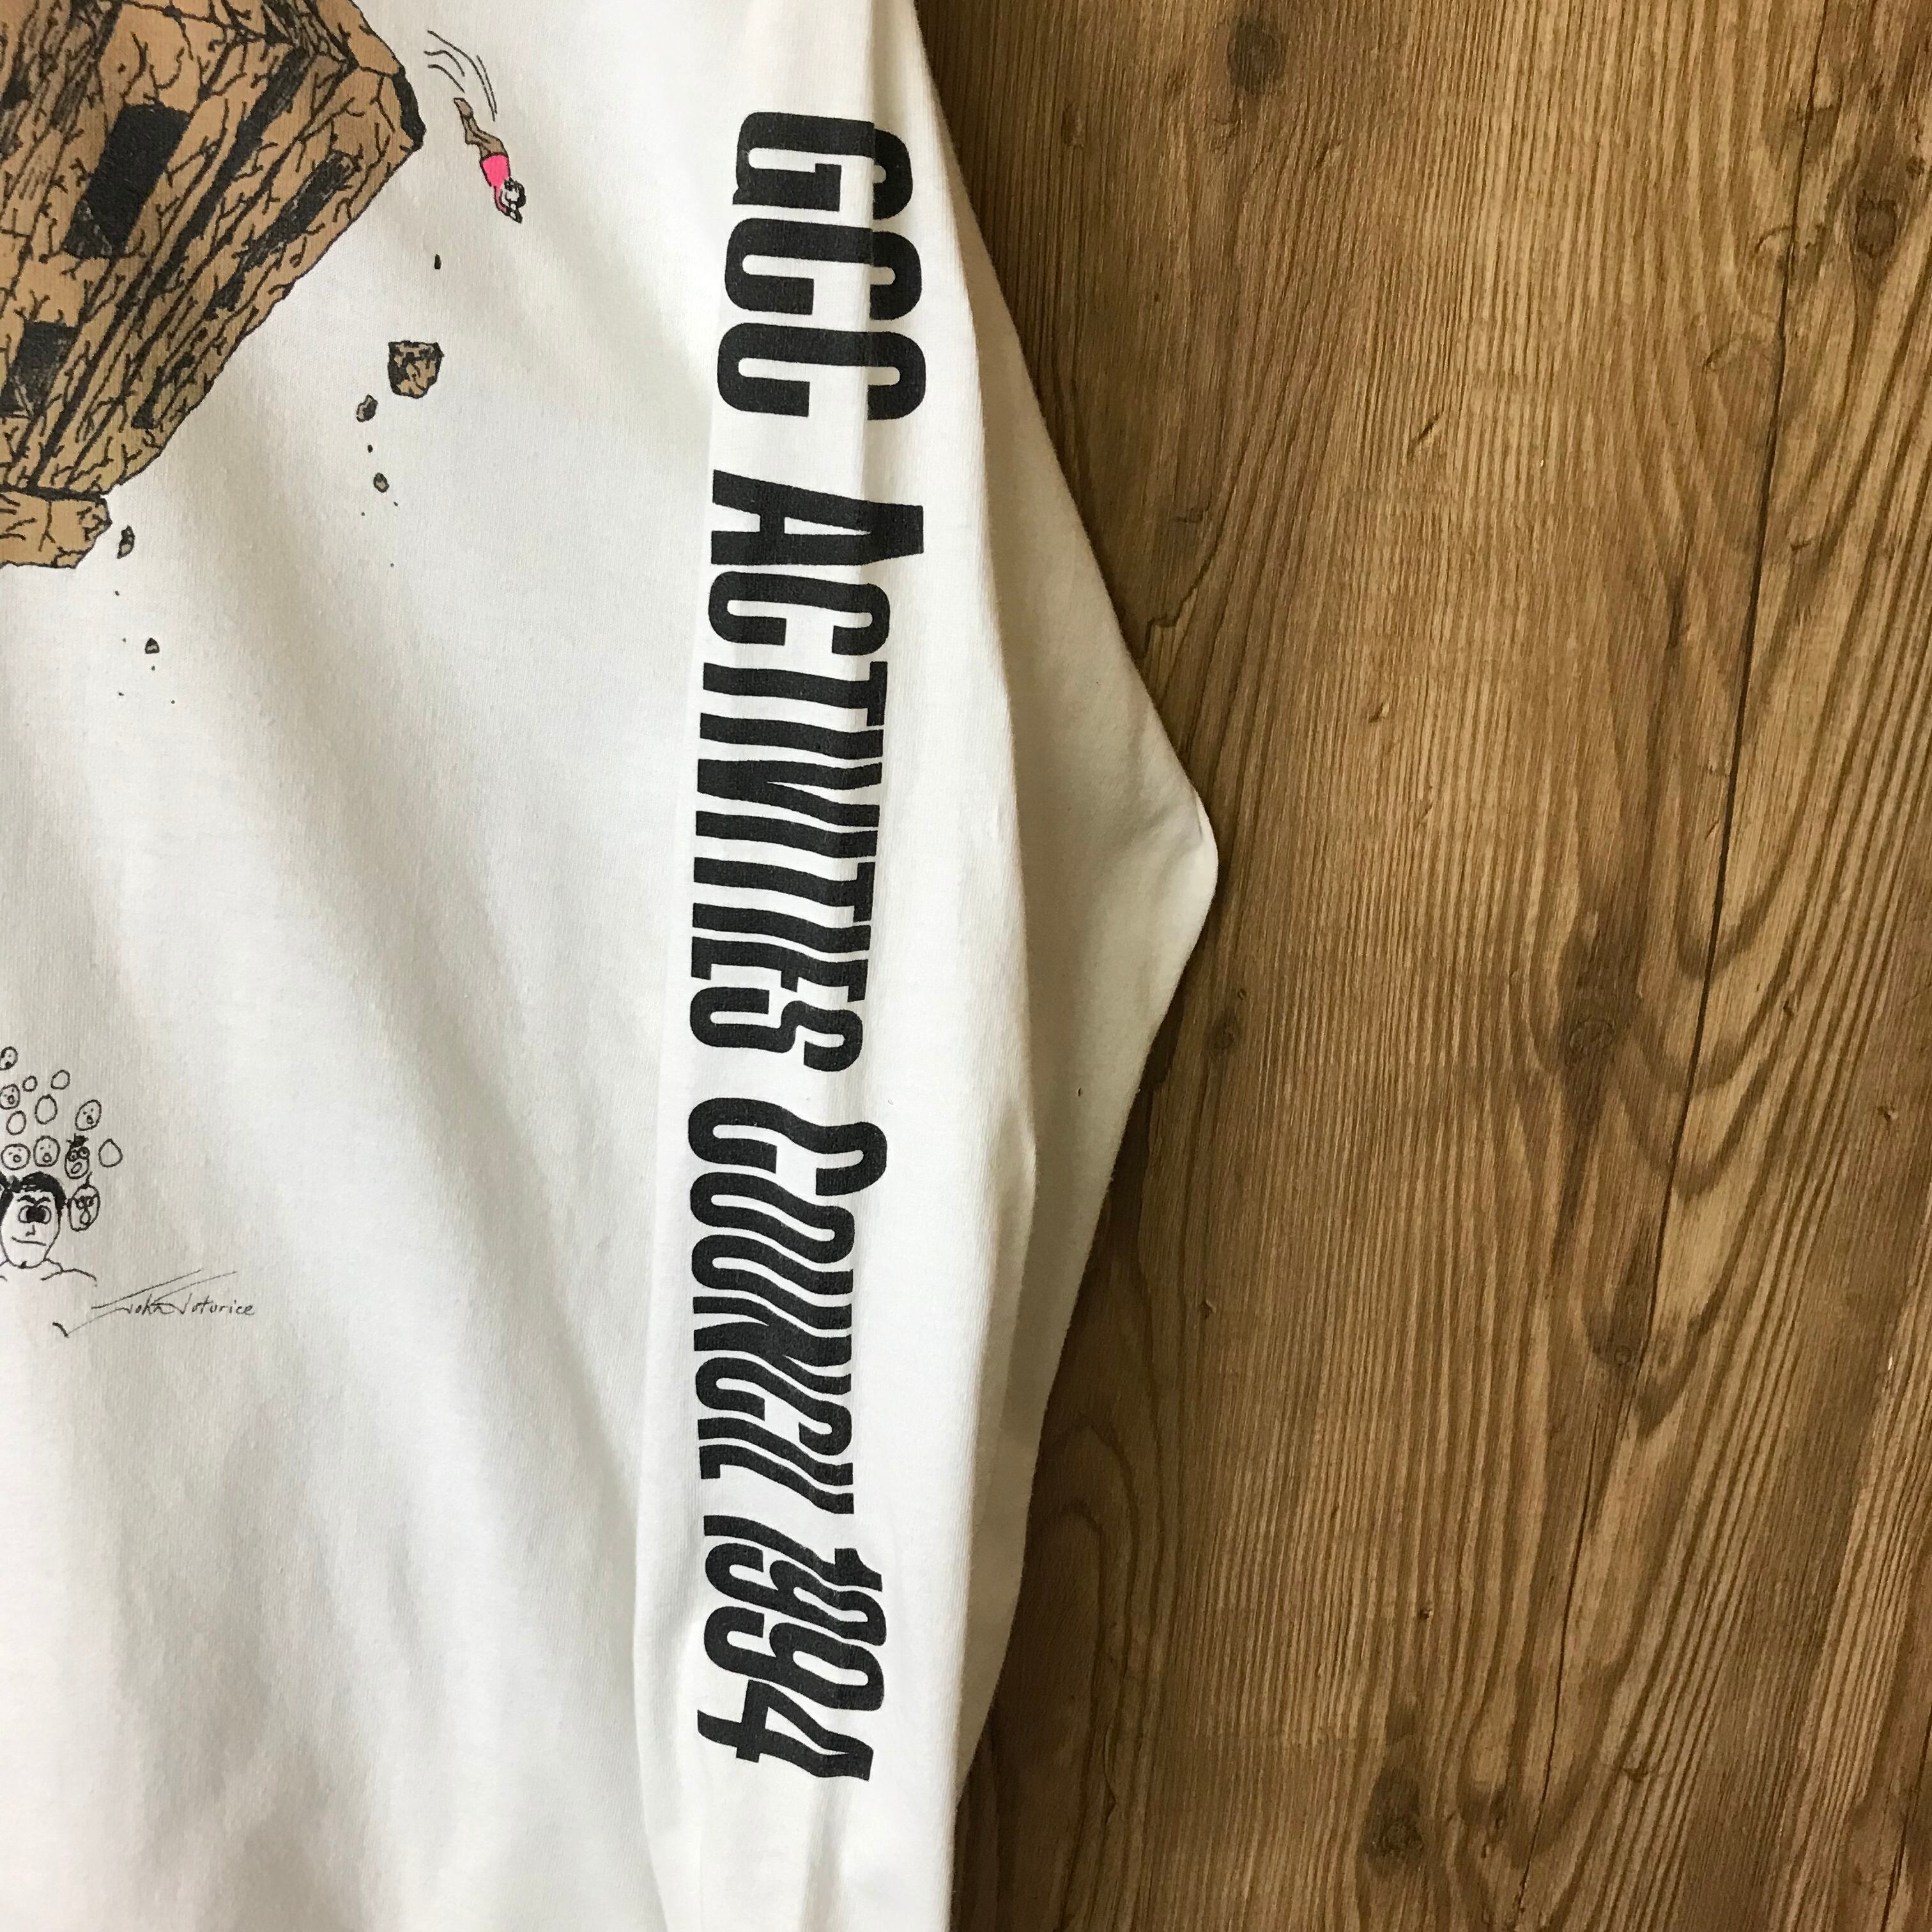 GCC ACTIVITIES COUNCIL 1994